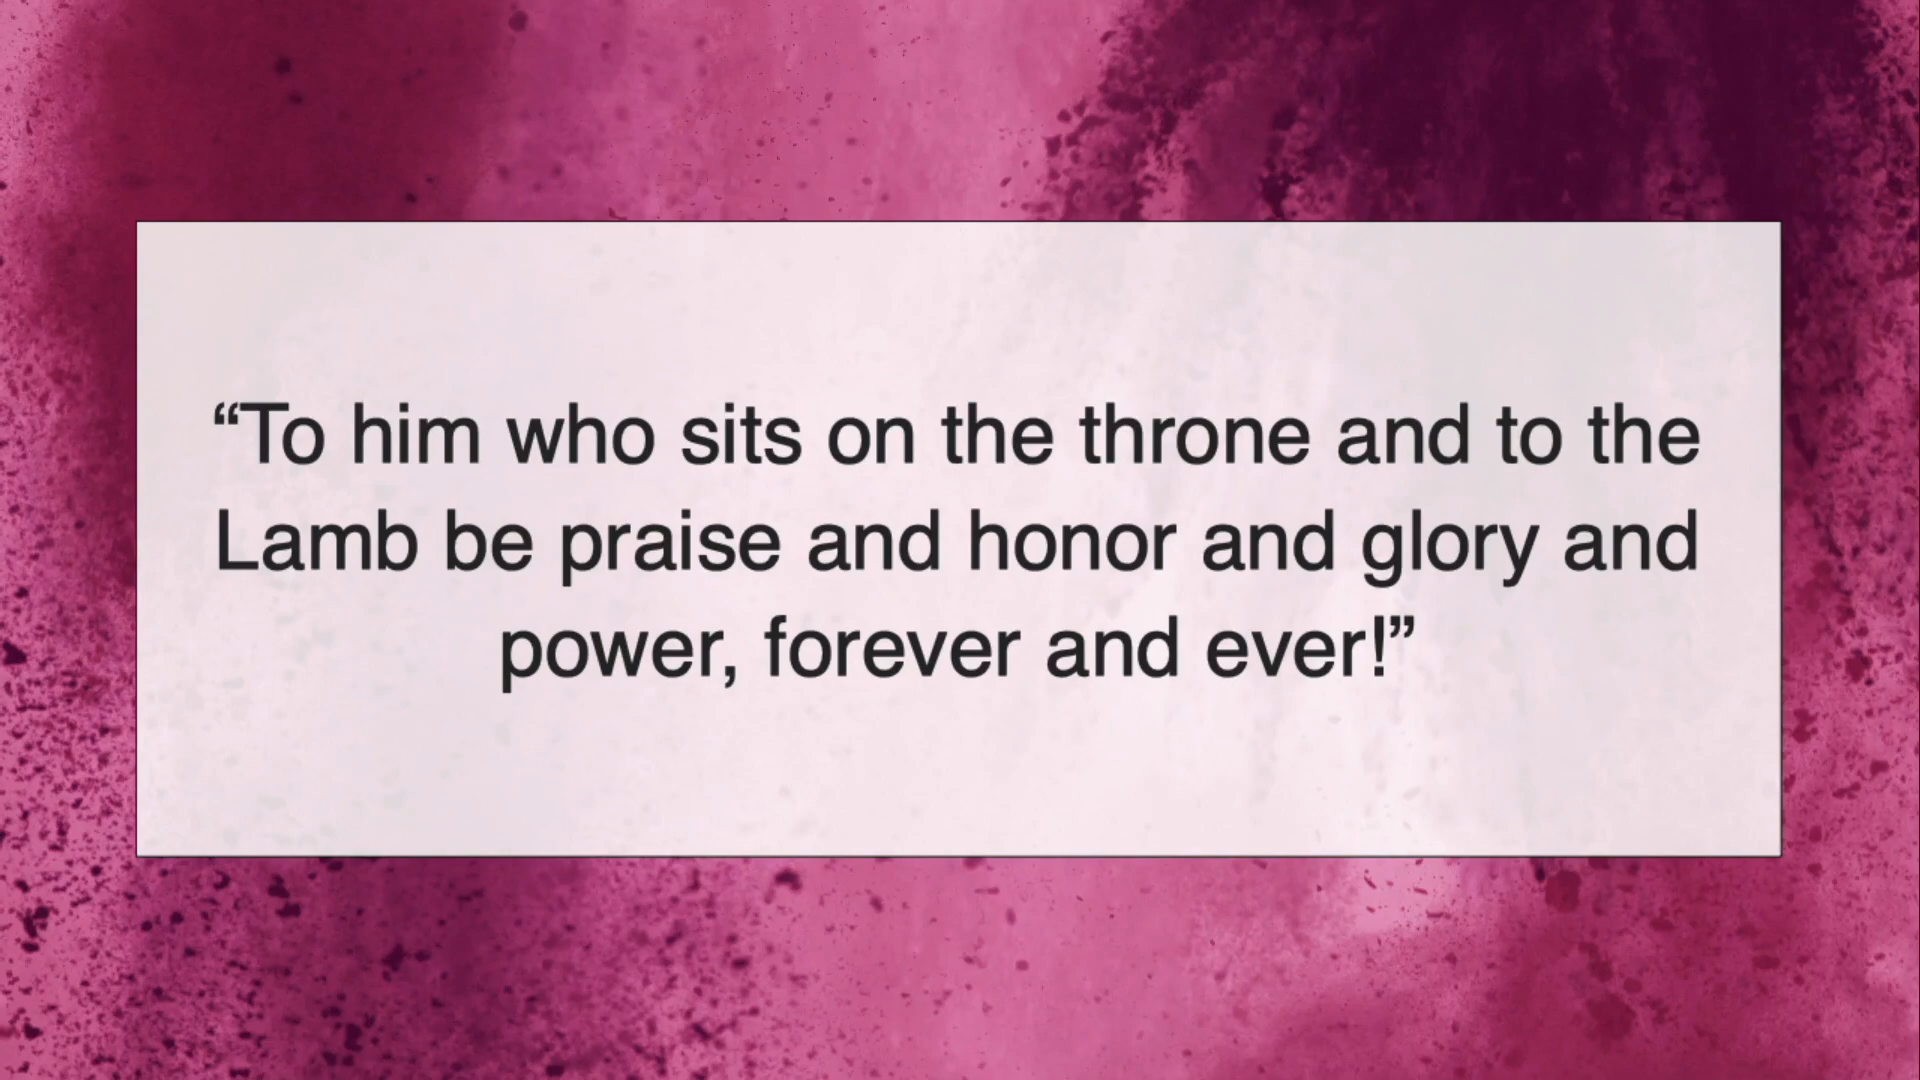 “To him who sits on the throne and to the
Lamb be praise and honor and glory and
power, forever and ever!”